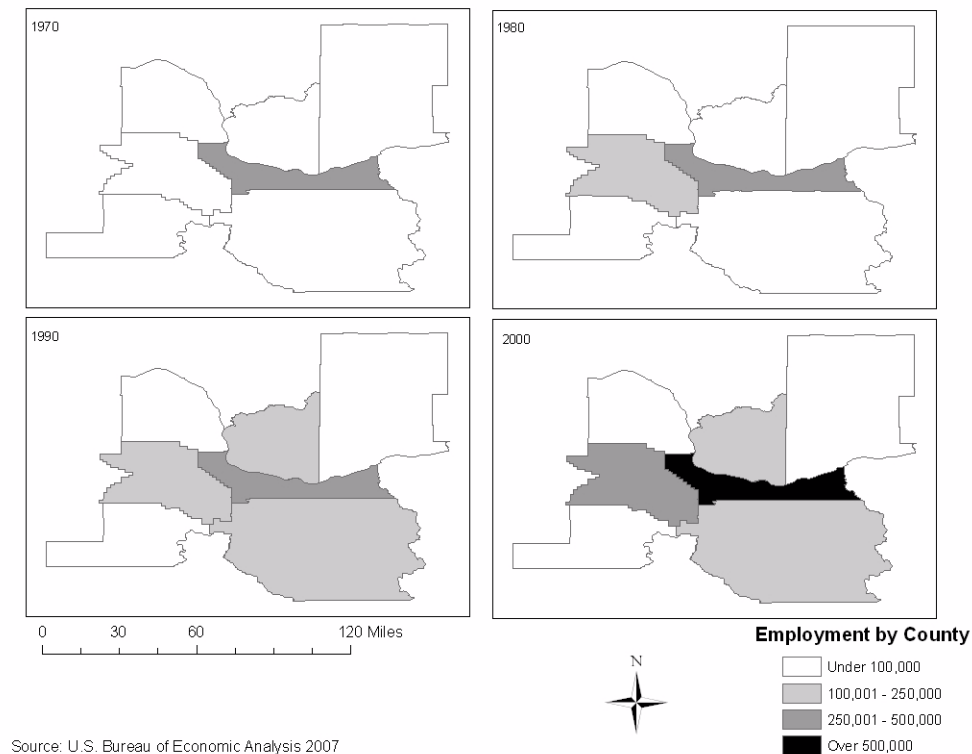 1970
1980
1990
2000
0 30 60 120 Miles
N
Employment by County
Under 100,000
100,001 - 250,000
250,001 - 500,000
Over 500,000
Source: U.S. Bureau of Economic Analysis 2007